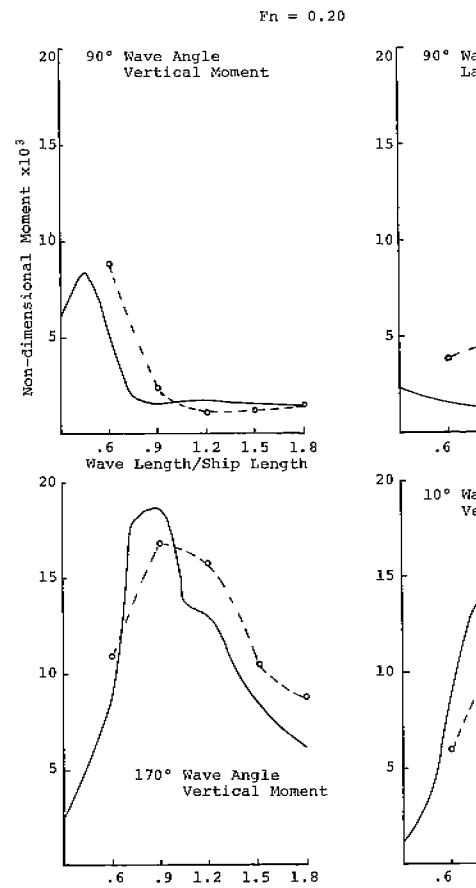 Fn = 0.20
90° Wave Angle
Vertical Moment
20
15
10
5
Non-dimensional Moment x10³
.6 .9 1.2 1.5 1.8
Wave Length/Ship Length
90° Wa
La
20
15
10
5
.6
20
15
10
5
170° Wave Angle
Vertical Moment
.6 .9 1.2 1.5 1.8
10° Wa
Ve
20
15
10
5
.6